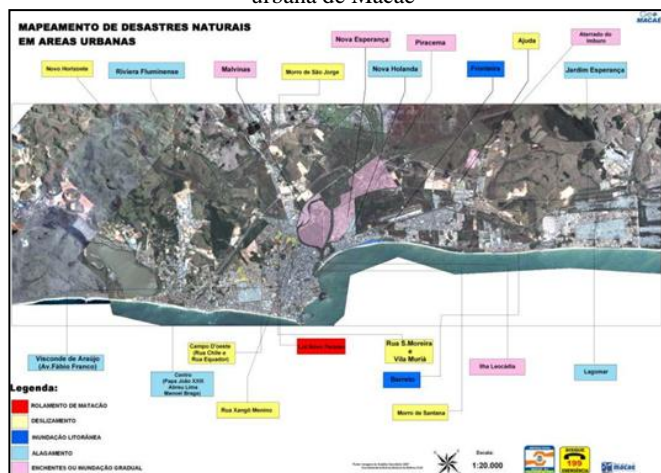 urbana de Macaé
MAPEAMENTO DE DESASTRES NATURAIS
EM AREAS URBANAS
MACAÉ
Nova Esperança
Piracema
Ajuda
Aterrado do
Imburo
Novo Horizonte
Riviera Fluminense
Malvinas
Morro de São Jorge
Nova Holanda
Fronteira
Jardim Esperança
Visconde de Araújo
(Av.Fábio Franco)
Campo D'oeste
(Rua Chile e
Rua Equador)
Rua S.Moreira
e
Vila Muriá
Centro
(Papa João XXIII
Abreu Lima
Manoel Braga)
Barreto
Ilha Leocádia
Lagomar
Rua Xangô Menino
Morro de Santana
Legenda:
ROLAMENTO DE MATACÃO
DESLIZAMENTO
INUNDAÇÃO LITORÂNEA
ALAGAMENTO
ENCHENTES OU INUNDAÇÃO GRADUAL
Escala:
1:20.000
DISQUE
199
EMERGÊNCIA
macaé